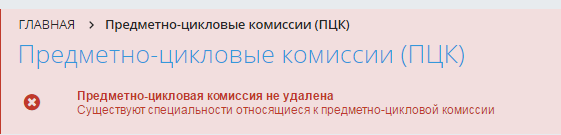 ГЛАВНАЯ > Предметно-цикловые комиссии (ПЦК)
Предметно-цикловые комиссии (ПЦК)
Предметно-цикловая комиссия не удалена
Существуют специальности относящиеся к предметно-цикловой комиссии